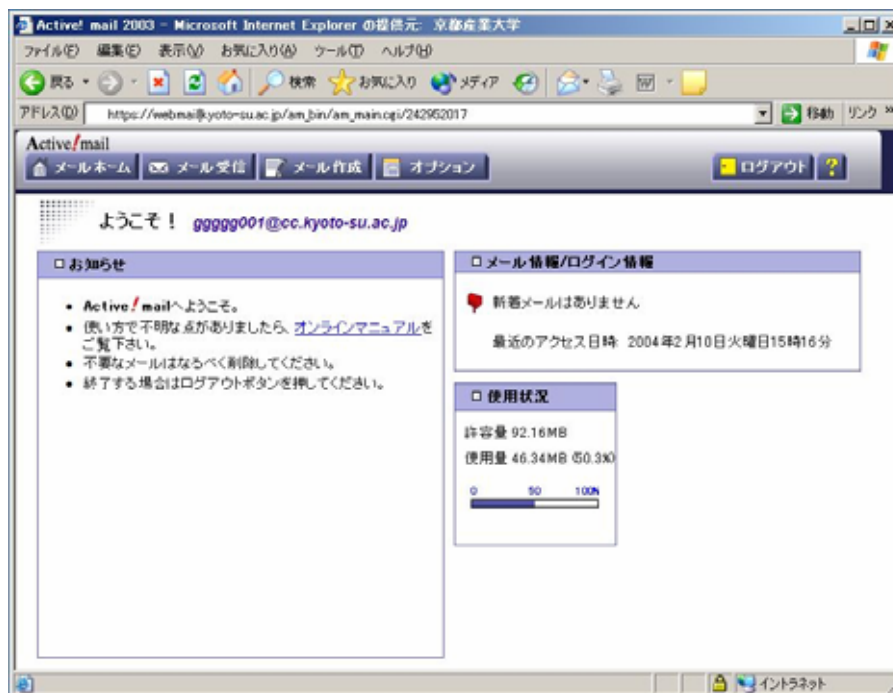 Active! mail 2003 - Microsoft Internet Explorer の提供元: 京都産業大学
ファイル(F) 編集(E) 表示(V) お気に入り(A) ツール(T) ヘルプ(H)
戻る 検索 お気に入り メディア
アドレス(D) https://webmail.kyoto-su.ac.jp/am_bin/am_main.cgi/242952017 移動 リンク »
Active!mail
メールホーム メール受信 メール作成 オプション ログアウト ?
ようこそ！ ggggg001@cc.kyoto-su.ac.jp
お知らせ
・ Active!mailへようこそ。
・ 使い方で不明な点がありましたら、オンラインマニュアルを
ご覧下さい。
・ 不要なメールはなるべく削除してください。
・ 終了する場合はログアウトボタンを押してください。
メール情報/ログイン情報
新着メールはありません
最近のアクセス日時: 2004年2月10日火曜日15時16分
使用状況
許容量 92.16MB
使用量 46.34MB (50.3%)
0 50 100%
イントラネット